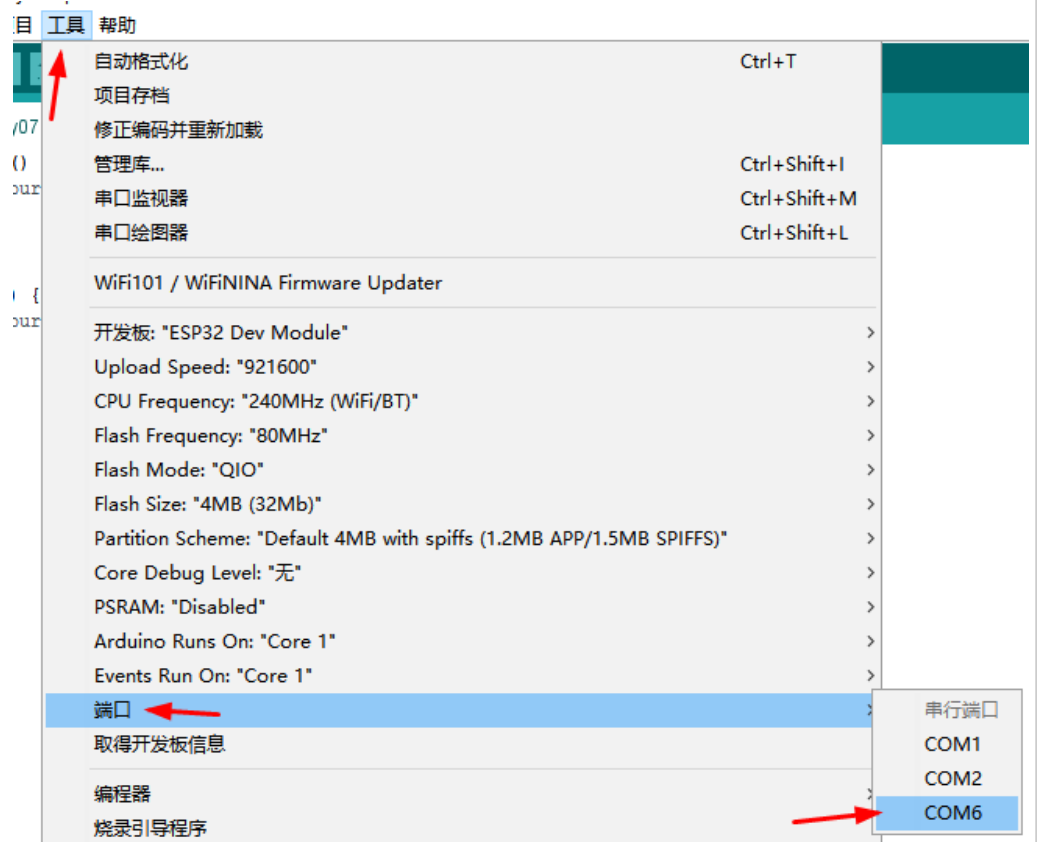 工具 帮助
自动格式化 Ctrl+T
项目存档
修正编码并重新加载
管理库... Ctrl+Shift+I
串口监视器 Ctrl+Shift+M
串口绘图器 Ctrl+Shift+L
WiFi101 / WiFiNINA Firmware Updater
开发板: "ESP32 Dev Module"
Upload Speed: "921600"
CPU Frequency: "240MHz (WiFi/BT)"
Flash Frequency: "80MHz"
Flash Mode: "QIO"
Flash Size: "4MB (32Mb)"
Partition Scheme: "Default 4MB with spiffs (1.2MB APP/1.5MB SPIFFS)"
Core Debug Level: "无"
PSRAM: "Disabled"
Arduino Runs On: "Core 1"
Events Run On: "Core 1"
端口
取得开发板信息
编程器
烧录引导程序
串行端口
COM1
COM2
COM6